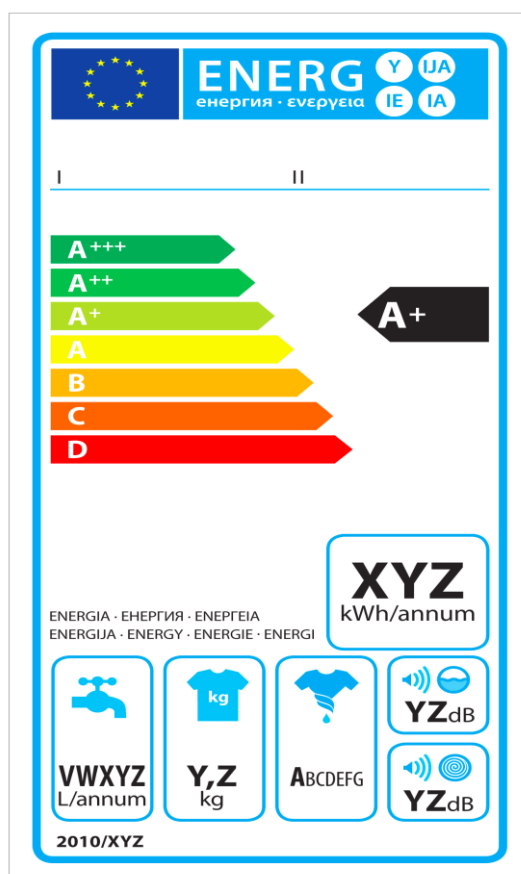 ENERG Y IJA
енергия · ενεργεια IE IA
I II
A+++
A++
A+ A+
A
B
C
D
XYZ
kWh/annum
ENERGIA · ЕНЕРГИЯ · ΕΝΕΡΓΕΙΑ
ENERGIJA · ENERGY · ENERGIE · ENERGI
kg
YZdB
VWXYZ Y,Z ABCDEFG
L/annum kg
YZdB
2010/XYZ